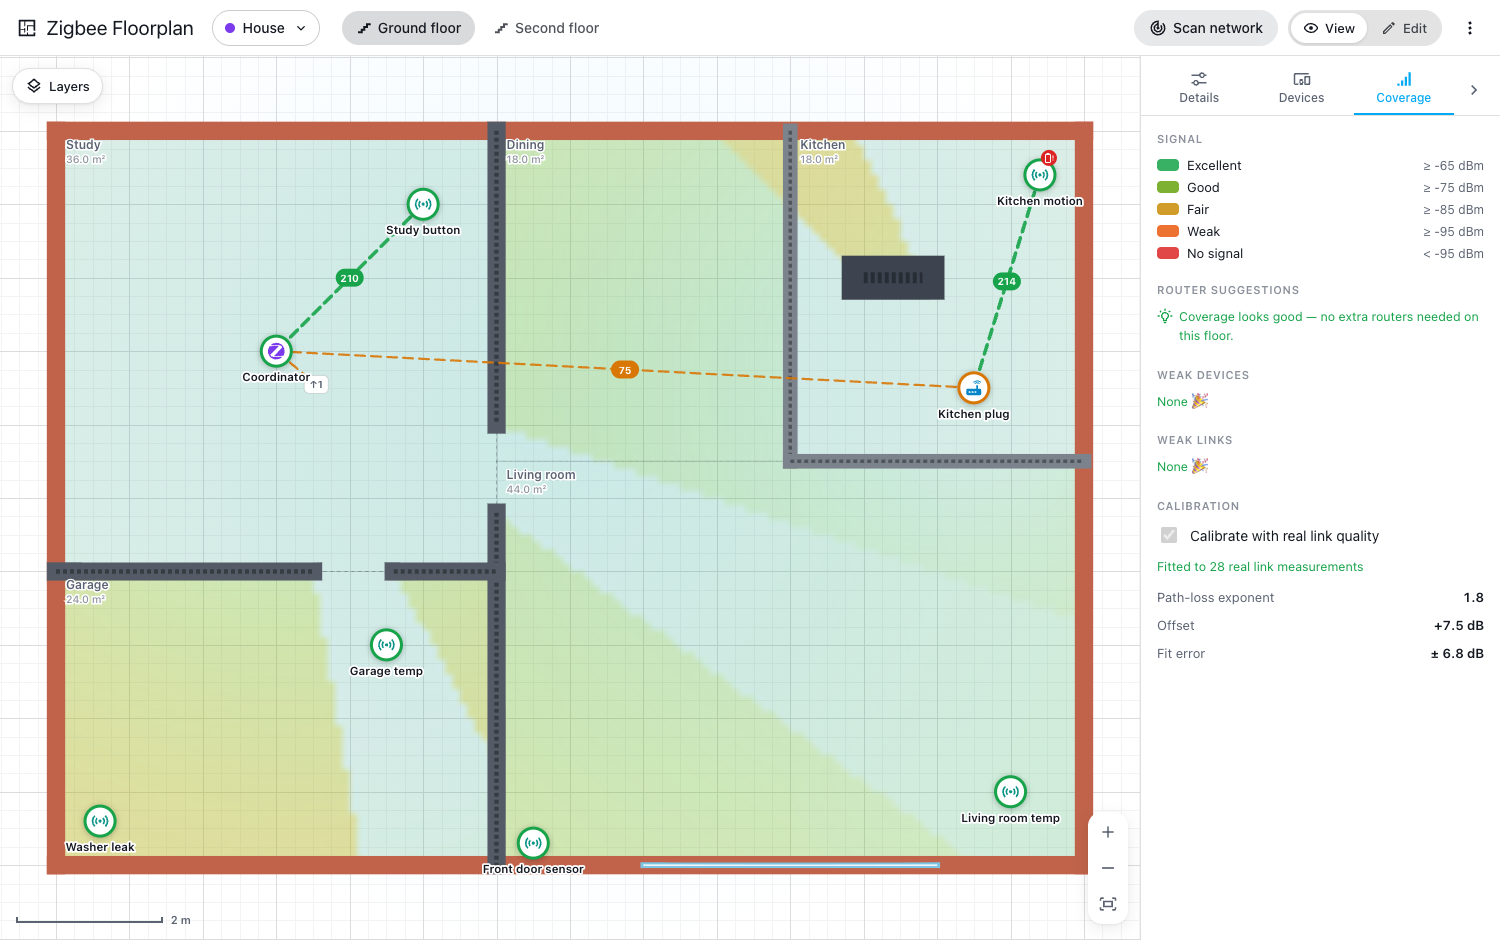 Zigbee Floorplan
House
Ground floor
Second floor
Scan network
View
Edit
Layers
Details
Devices
Coverage
Study
36.0 m²
Dining
18.0 m²
Kitchen
18.0 m²
Study button
Kitchen motion
210
214
Coordinator
↑1
75
Kitchen plug
Living room
44.0 m²
Garage
24.0 m²
Garage temp
Washer leak
Front door sensor
Living room temp
2 m
SIGNAL
Excellent ≥ -65 dBm
Good ≥ -75 dBm
Fair ≥ -85 dBm
Weak ≥ -95 dBm
No signal < -95 dBm
ROUTER SUGGESTIONS
Coverage looks good — no extra routers needed on
this floor.
WEAK DEVICES
None 🎉
WEAK LINKS
None 🎉
CALIBRATION
Calibrate with real link quality
Fitted to 28 real link measurements
Path-loss exponent 1.8
Offset +7.5 dB
Fit error ± 6.8 dB